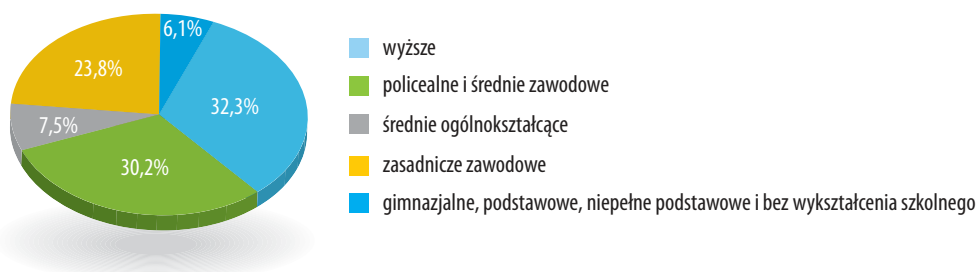 6,1%
32,3%
30,2%
7,5%
23,8%
wyższe
policealne i średnie zawodowe
średnie ogólnokształcące
zasadnicze zawodowe
gimnazjalne, podstawowe, niepełne podstawowe i bez wykształcenia szkolnego